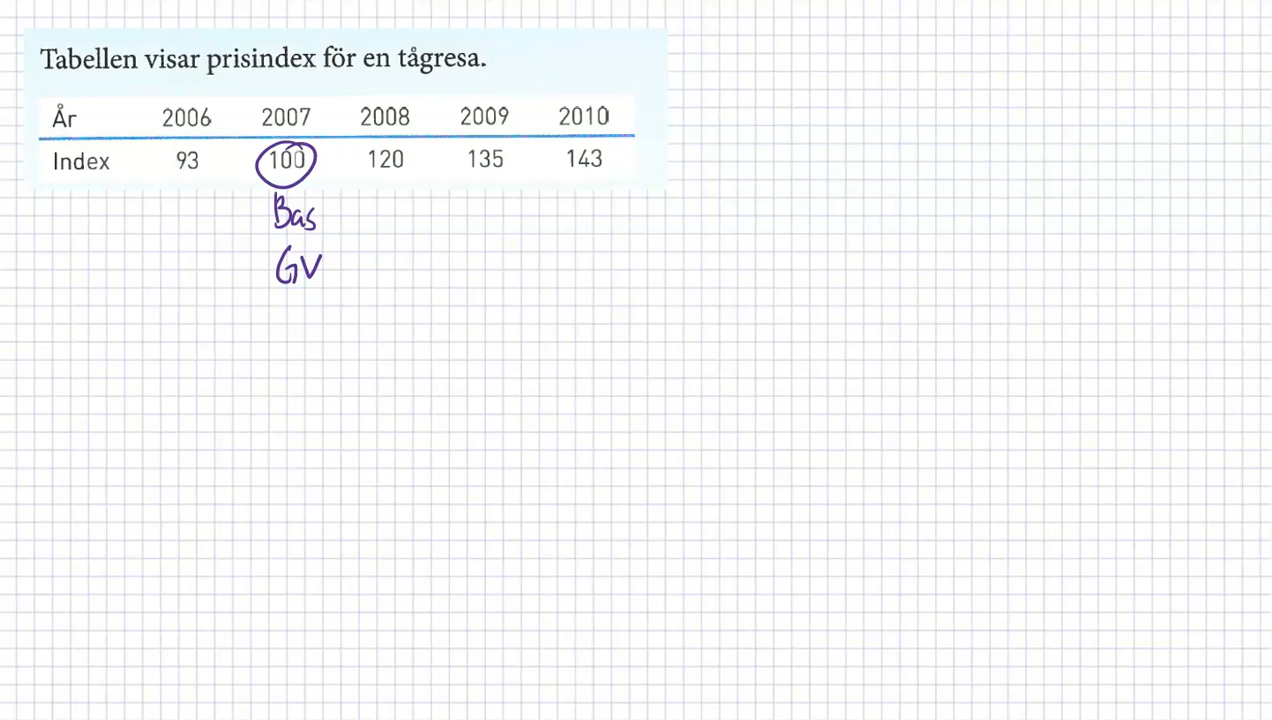 Tabellen visar prisindex för en tågresa.
År 2006 2007 2008 2009 2010
Index 93 100 120 135 143
Bas
GV